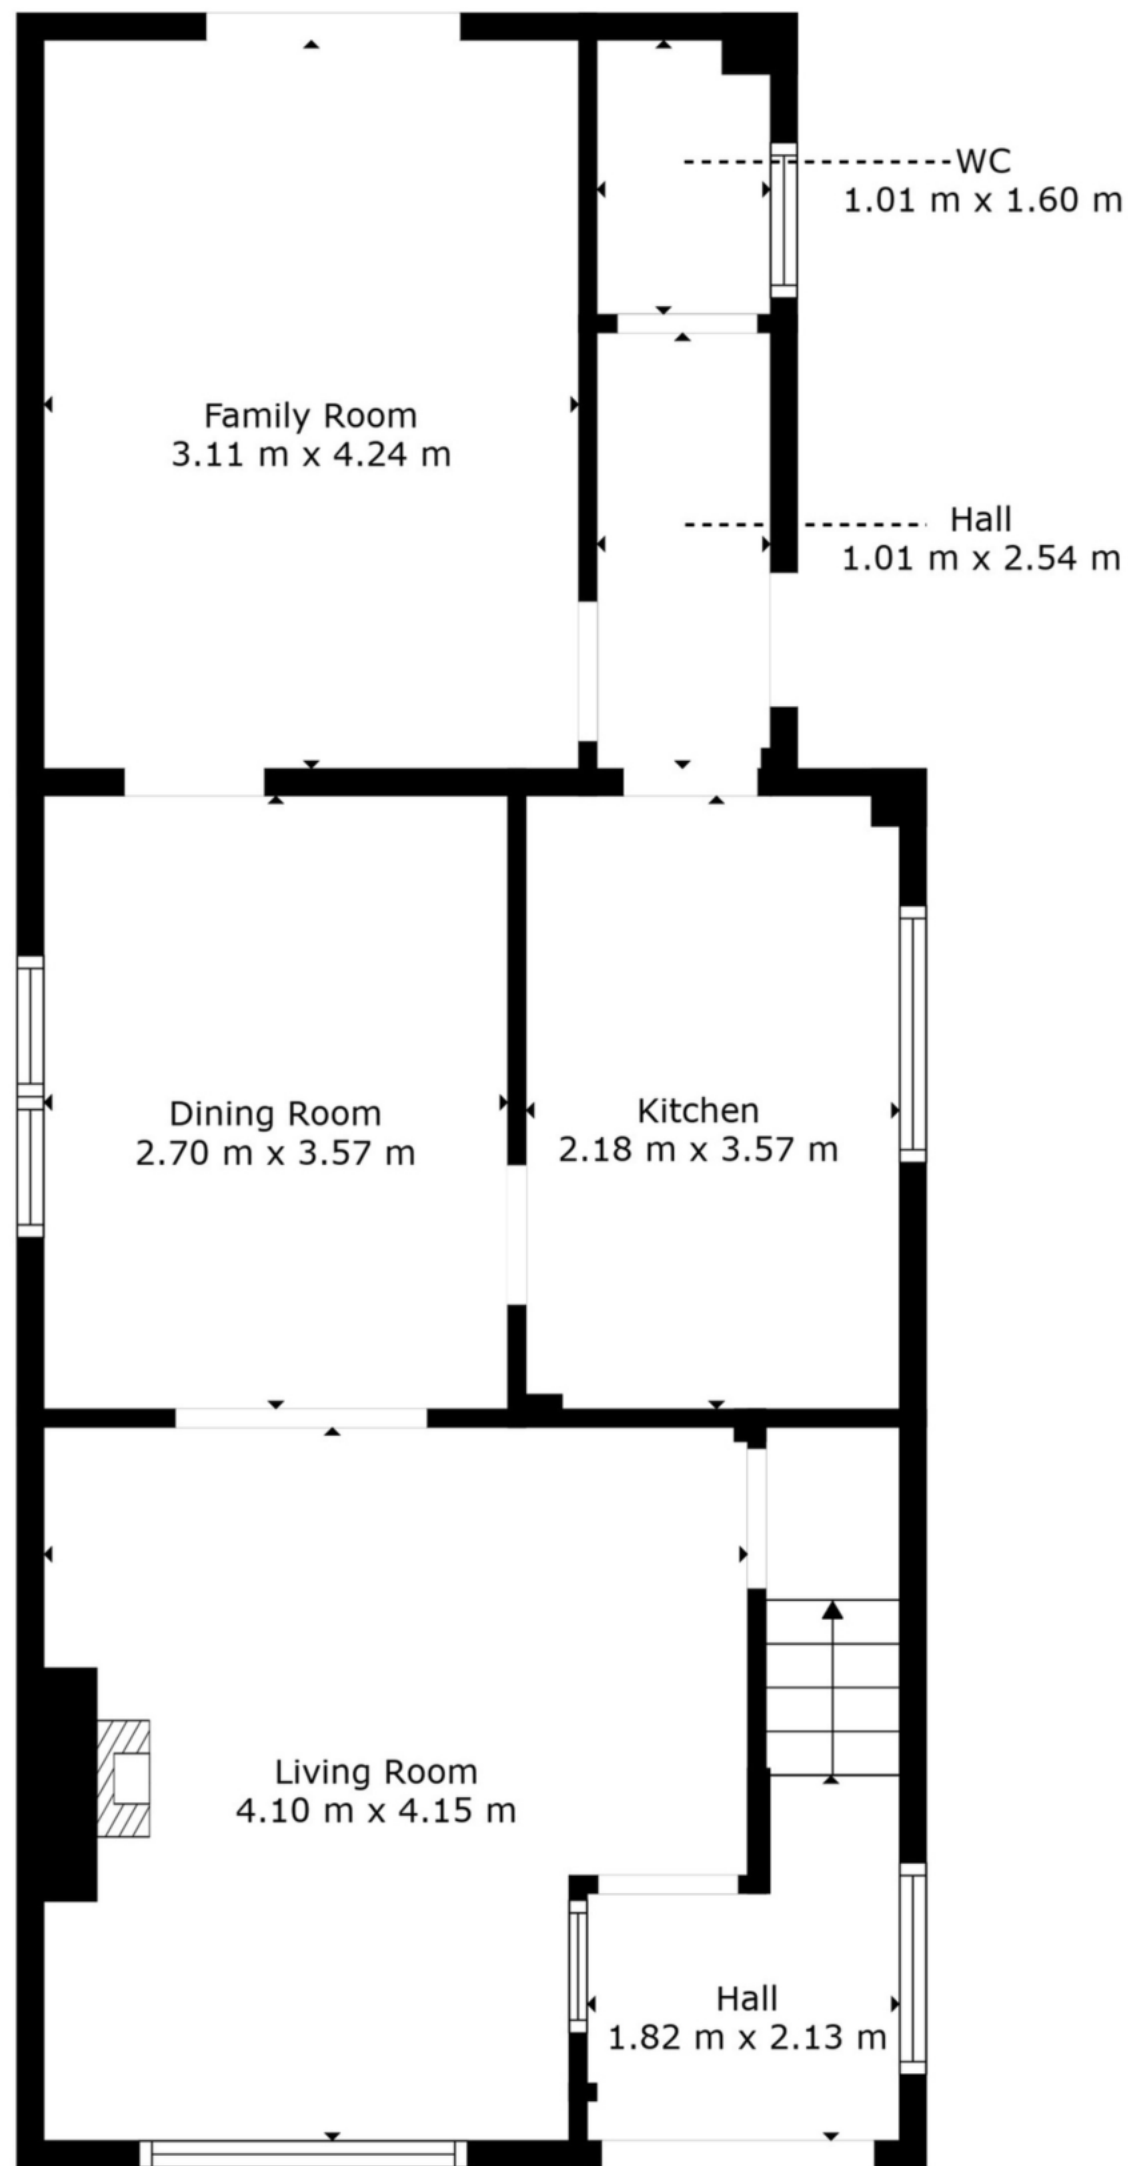 WC
1.01 m x 1.60 m
Family Room
3.11 m x 4.24 m
Hall
1.01 m x 2.54 m
Dining Room
2.70 m x 3.57 m
Kitchen
2.18 m x 3.57 m
Living Room
4.10 m x 4.15 m
Hall
1.82 m x 2.13 m